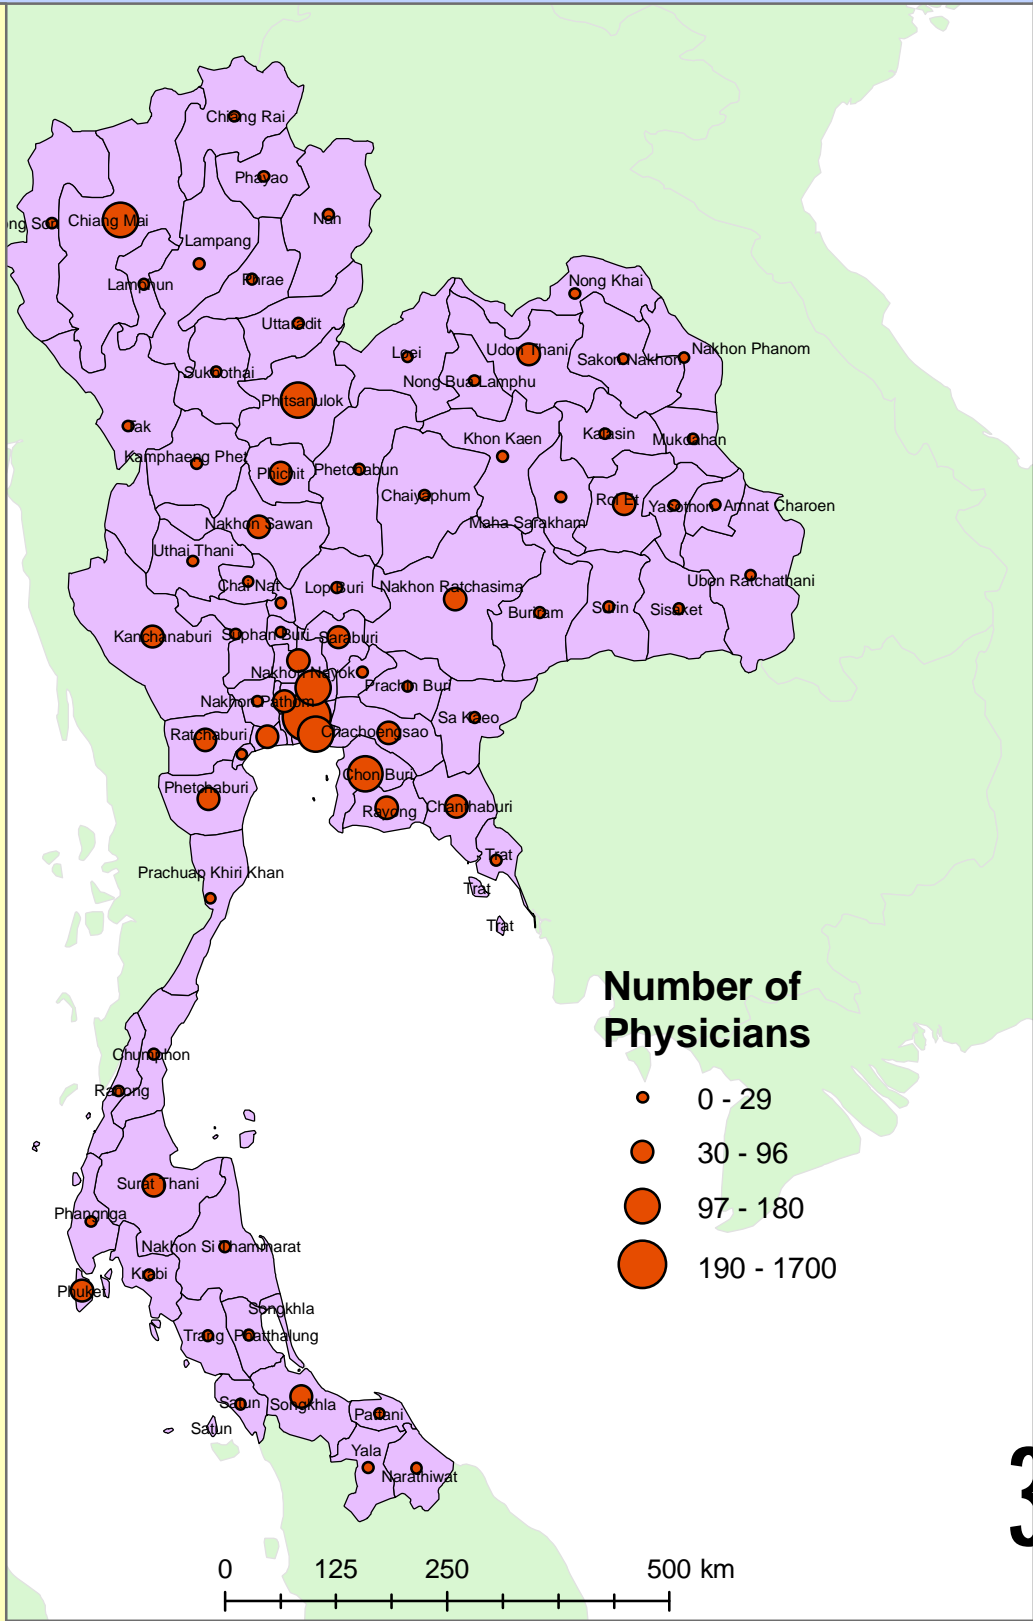 Chiang Rai
Phayao
ng Son
Chiang Mai
Nan
Lampang
Lamphun
Phrae
Nong Khai
Uttaradit
Loei
Udon Thani
Sakon Nakhon
Nakhon Phanom
Sukhothai
Nong Bua Lamphu
Phitsanulok
Tak
Khon Kaen
Kalasin
Mukdahan
Kamphaeng Phet
Phichit
Phetchabun
Chaiyaphum
Roi Et
Yasothon
Amnat Charoen
Nakhon Sawan
Maha Sarakham
Uthai Thani
Chai Nat
Lop Buri
Nakhon Ratchasima
Ubon Ratchathani
Buriram
Surin
Sisaket
Kanchanaburi
Suphan Buri
Saraburi
Nakhon Nayok
Prachin Buri
Nakhon Pathom
Sa Kaeo
Ratchaburi
Chachoengsao
Chon Buri
Phetchaburi
Rayong
Chanthaburi
Trat
Prachuap Khiri Khan
Trat
Trat
Number of
Physicians
0 - 29
30 - 96
97 - 180
190 - 1700
Chumphon
Ranong
Surat Thani
Phangnga
Nakhon Si Thammarat
Krabi
Phuket
Songkhla
Trang
Phatthalung
Satun
Songkhla
Pattani
Satun
Yala
Narathiwat
3
0 125 250 500 km